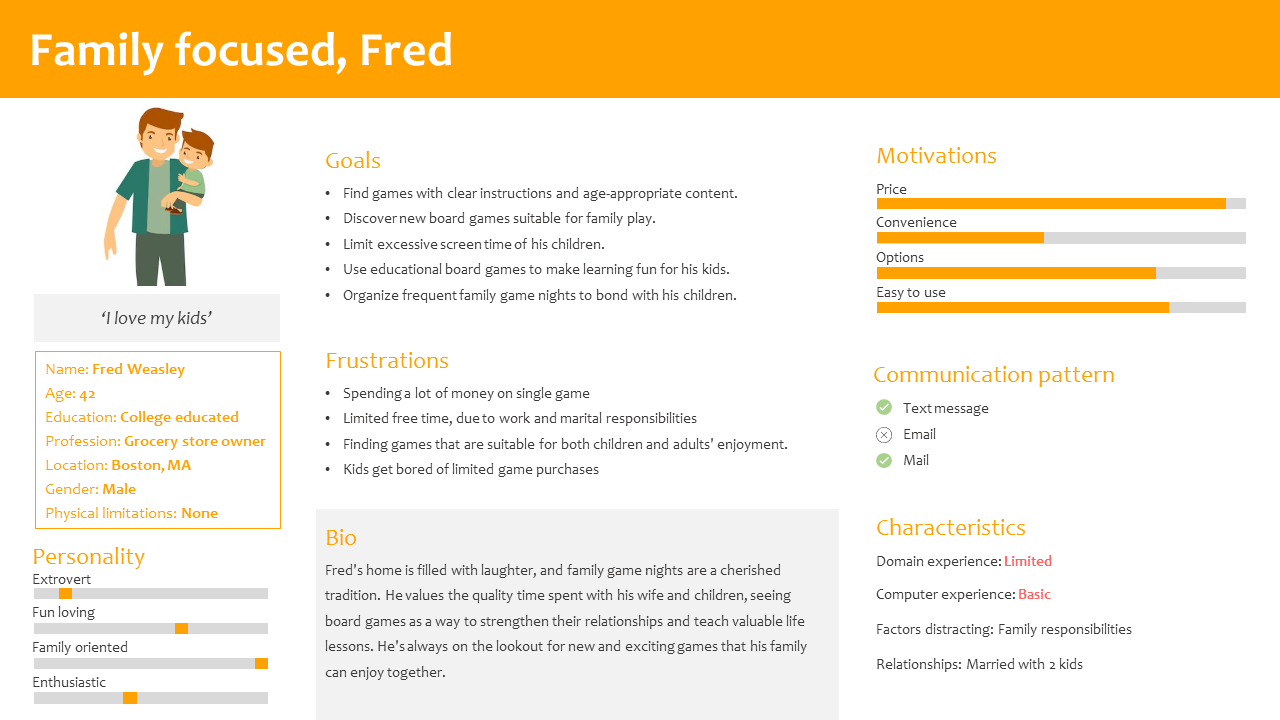 Family focused, Fred
‘I love my kids’
Name: Fred Weasley
Age: 42
Education: College educated
Profession: Grocery store owner
Location: Boston, MA
Gender: Male
Physical limitations: None
Personality
Extrovert
Fun loving
Family oriented
Enthusiastic
Goals
• Find games with clear instructions and age-appropriate content.
• Discover new board games suitable for family play.
• Limit excessive screen time of his children.
• Use educational board games to make learning fun for his kids.
• Organize frequent family game nights to bond with his children.
Frustrations
• Spending a lot of money on single game
• Limited free time, due to work and marital responsibilities
• Finding games that are suitable for both children and adults' enjoyment.
• Kids get bored of limited game purchases
Bio
Fred's home is filled with laughter, and family game nights are a cherished
tradition. He values the quality time spent with his wife and children, seeing
board games as a way to strengthen their relationships and teach valuable life
lessons. He's always on the lookout for new and exciting games that his family
can enjoy together.
Motivations
Price
Convenience
Options
Easy to use
Communication pattern
Text message
Email
Mail
Characteristics
Domain experience: Limited
Computer experience: Basic
Factors distracting: Family responsibilities
Relationships: Married with 2 kids